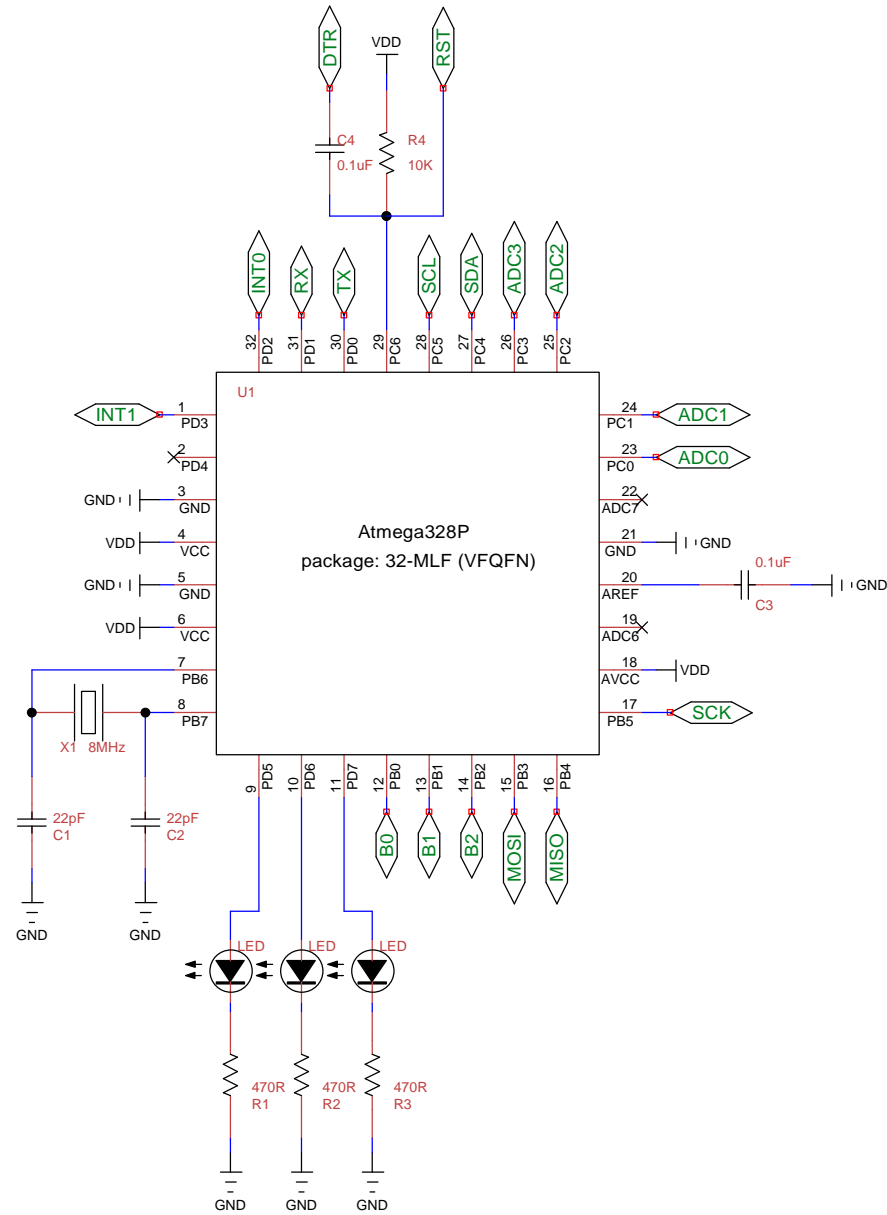 DTR
VDD
RST
C4
0.1uF
R4
10K
INT0
RX
TX
SCL
SDA
ADC3
ADC2
32
31
30
29
28
27
26
25
PD2
PD1
PD0
PC6
PC5
PC4
PC3
PC2
U1
INT1
1
PD3
2
PD4
GND
3
GND
VDD
4
VCC
GND
5
GND
VDD
6
VCC
7
PB6
8
PB7
Atmega328P
package: 32-MLF (VFQFN)
24
PC1
ADC1
23
PC0
ADC0
22
ADC7
21
GND
GND
20
AREF
0.1uF
C3
GND
19
ADC6
18
AVCC
VDD
17
PB5
SCK
X1 8MHz
22pF
C1
22pF
C2
GND
GND
9
10
11
12
13
14
15
16
PD5
PD6
PD7
PB0
PB1
PB2
PB3
PB4
B0
B1
B2
MOSI
MISO
LED
LED
LED
470R
R1
470R
R2
470R
R3
GND
GND
GND